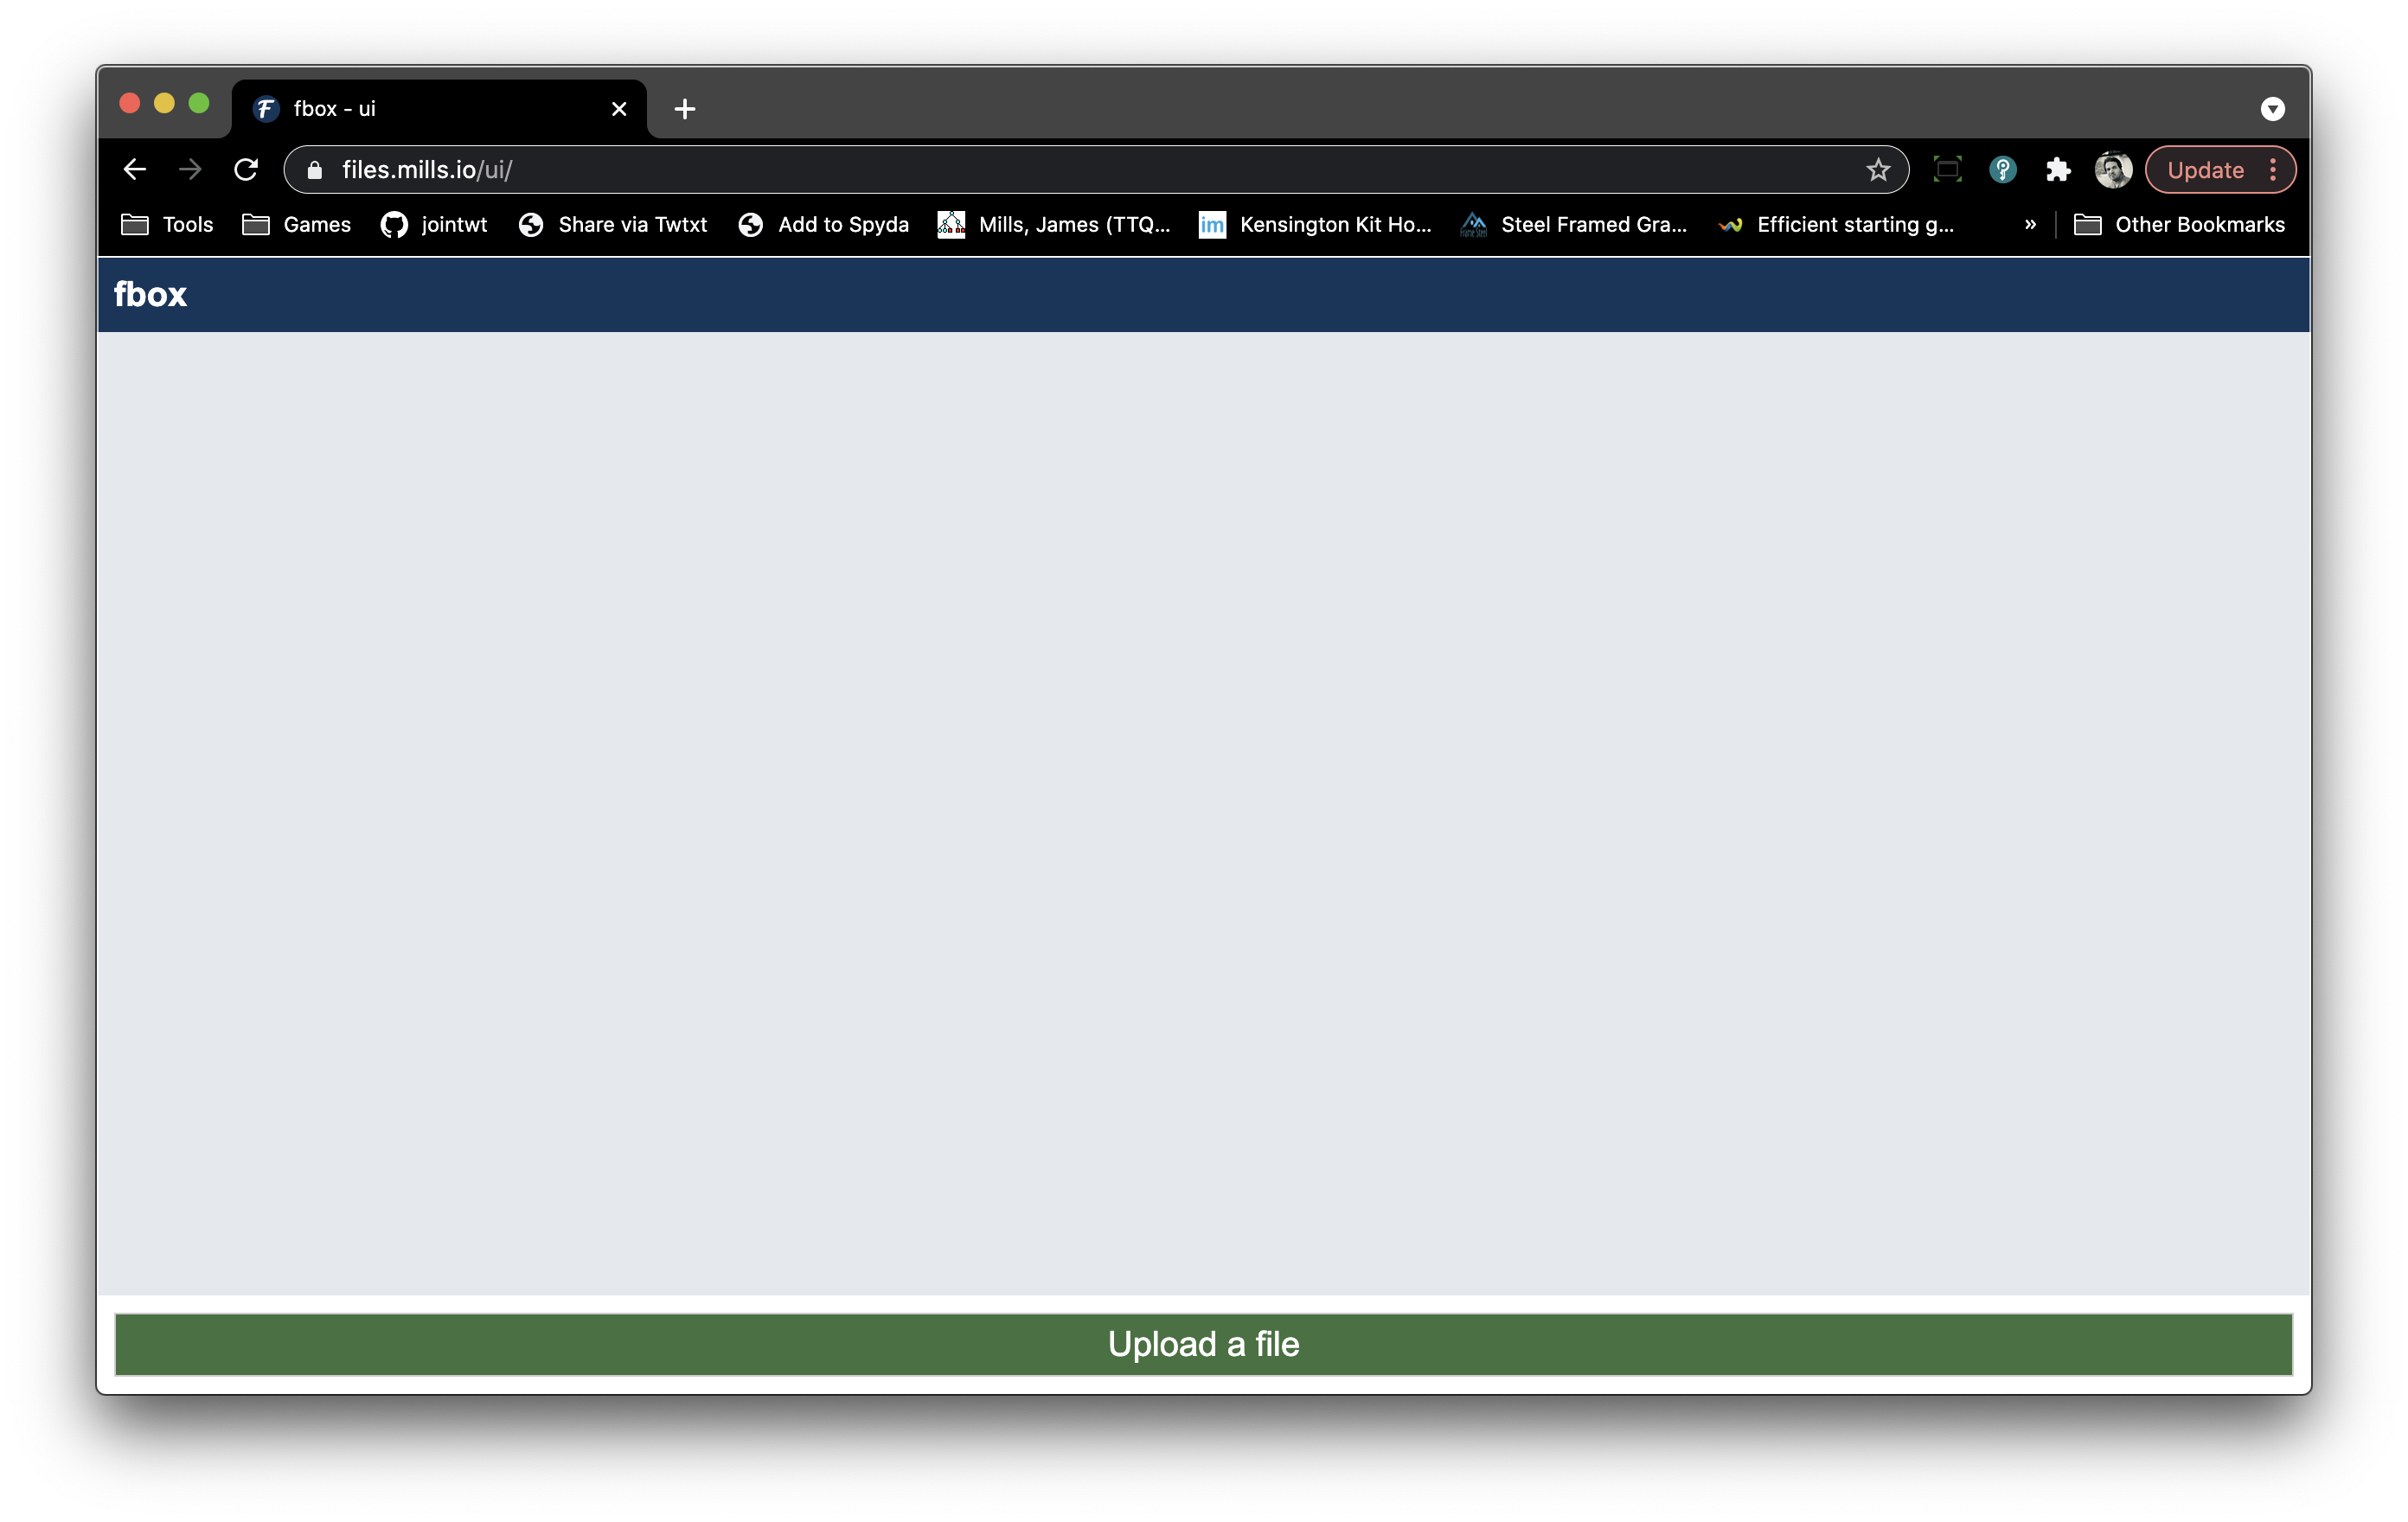 fbox - ui
files.mills.io/ui/
Update
Tools Games jointwt Share via Twtxt Add to Spyda Mills, James (TTQ... im Kensington Kit Ho... Steel Framed Gra... Efficient starting g... » Other Bookmarks
fbox
Upload a file